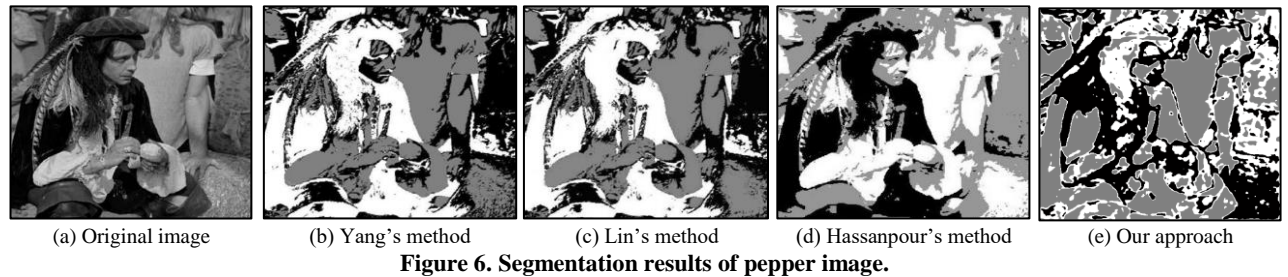 (a) Original image (b) Yang's method (c) Lin's method (d) Hassanpour's method (e) Our approach
Figure 6. Segmentation results of pepper image.